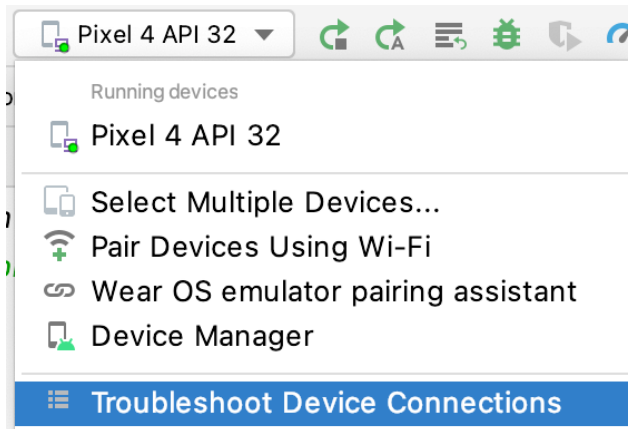 Pixel 4 API 32
Running devices
Pixel 4 API 32
Select Multiple Devices...
Pair Devices Using Wi-Fi
Wear OS emulator pairing assistant
Device Manager
Troubleshoot Device Connections